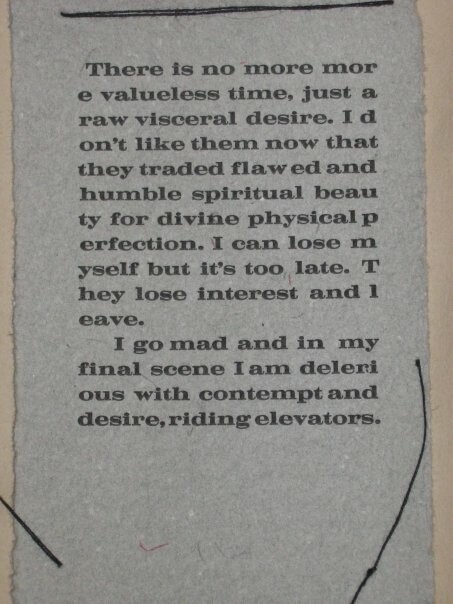 There is no more mor
e valueless time, just a
raw visceral desire. I d
on't like them now that
they traded flawed and
humble spiritual beau
ty for divine physical p
erfection. I can lose m
yself but it's too late. T
hey lose interest and l
eave.
I go mad and in my
final scene I am deleri
ous with contempt and
desire, riding elevators.